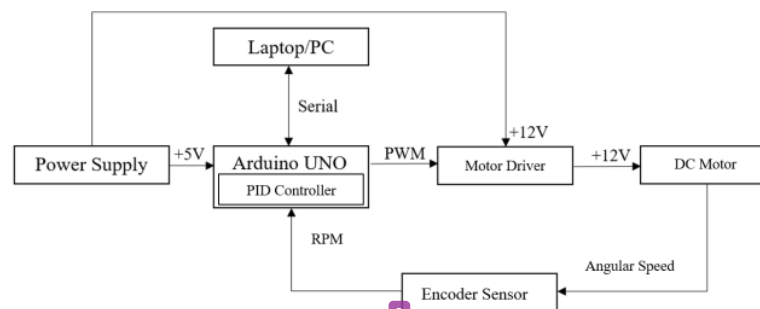 Laptop/PC
Serial
+12V
Power Supply
+5V
Arduino UNO
PID Controller
PWM
Motor Driver
+12V
DC Motor
RPM
Angular Speed
Encoder Sensor